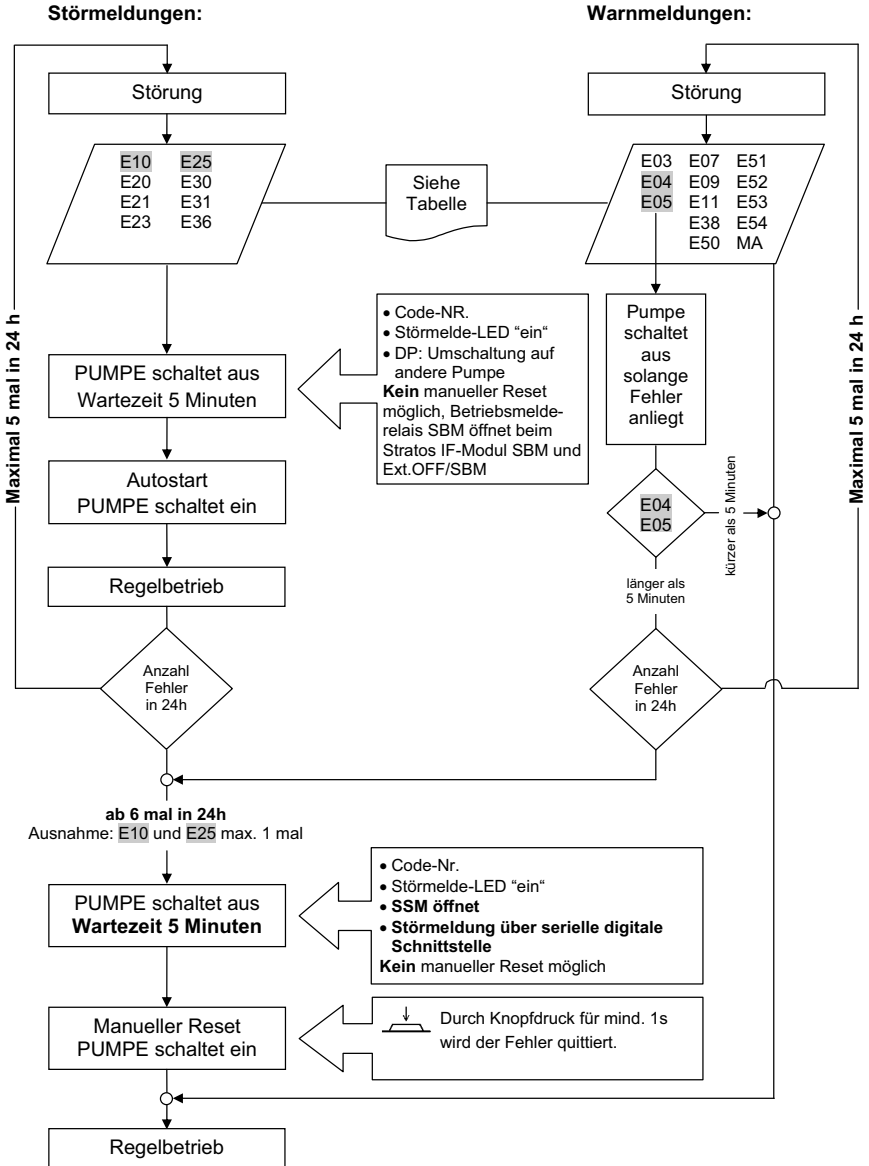 Störmeldungen:
Störung
E10 E25
E20 E30
E21 E31
E23 E36
Siehe
Tabelle
Maximal 5 mal in 24 h
PUMPE schaltet aus
Wartezeit 5 Minuten
• Code-NR.
• Störmelde-LED “ein“
• DP: Umschaltung auf
andere Pumpe
Kein manueller Reset
möglich, Betriebsmelde-
relais SBM öffnet beim
Stratos IF-Modul SBM und
Ext.OFF/SBM
Autostart
PUMPE schaltet ein
Regelbetrieb
Anzahl
Fehler
in 24h
Warnmeldungen:
Störung
E03 E07 E51
E04 E09 E52
E05 E11 E53
E38 E54
E50 MA
Pumpe
schaltet
aus
solange
Fehler
anliegt
Maximal 5 mal in 24 h
E04
E05
kürzer als 5 Minuten
länger als
5 Minuten
Anzahl
Fehler
in 24h
ab 6 mal in 24h
Ausnahme: E10 und E25 max. 1 mal
PUMPE schaltet aus
Wartezeit 5 Minuten
• Code-Nr.
• Störmelde-LED “ein“
• SSM öffnet
• Störmeldung über serielle digitale
Schnittstelle
Kein manueller Reset möglich
Manueller Reset
PUMPE schaltet ein
Durch Knopfdruck für mind. 1s
wird der Fehler quittiert.
Regelbetrieb